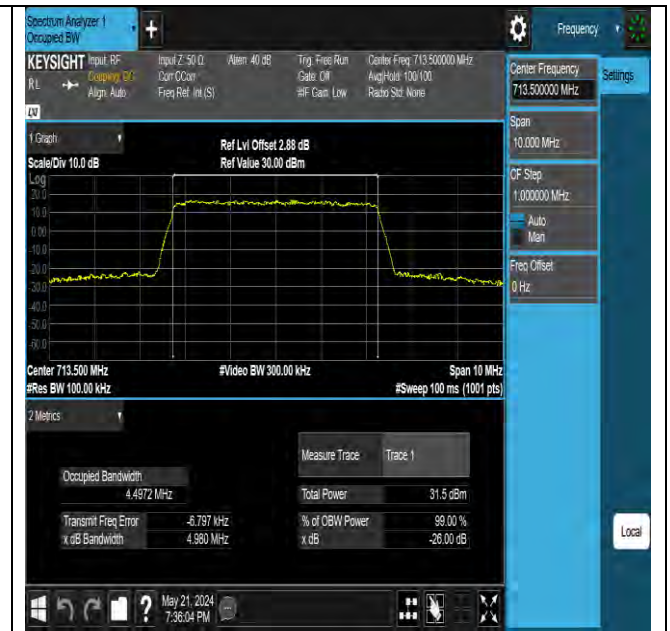 Spectrum Analyzer 1
Occupied BW
Frequency
KEYSIGHT Input: RF Input Z: 50 Ω Atten: 40 dB Trig: Free Run Center Freq: 713.500000 MHz
RL Coupling: DC Corr CCorr Gate: Off Avg|Hold: 100/100
Align: Auto Freq Ref: Int (S) #IF Gain: Low Radio Std: None
LXI
Center Frequency
713.500000 MHz
Settings
Span
10.000 MHz
CF Step
1.000000 MHz
Auto
Man
Freq Offset
0 Hz
1 Graph
Ref Lvl Offset 2.88 dB
Scale/Div 10.0 dB Ref Value 30.00 dBm
Log
20.0
10.0
0.00
-10.0
-20.0
-30.0
-40.0
-50.0
-60.0
Center 713.500 MHz #Video BW 300.00 kHz Span 10 MHz
#Res BW 100.00 kHz #Sweep 100 ms (1001 pts)
2 Metrics
Measure Trace Trace 1
Occupied Bandwidth
4.4972 MHz Total Power 31.5 dBm
Transmit Freq Error -6.797 kHz % of OBW Power 99.00 %
x dB Bandwidth 4.980 MHz x dB -26.00 dB
Local
? May 21, 2024
7:36:04 PM